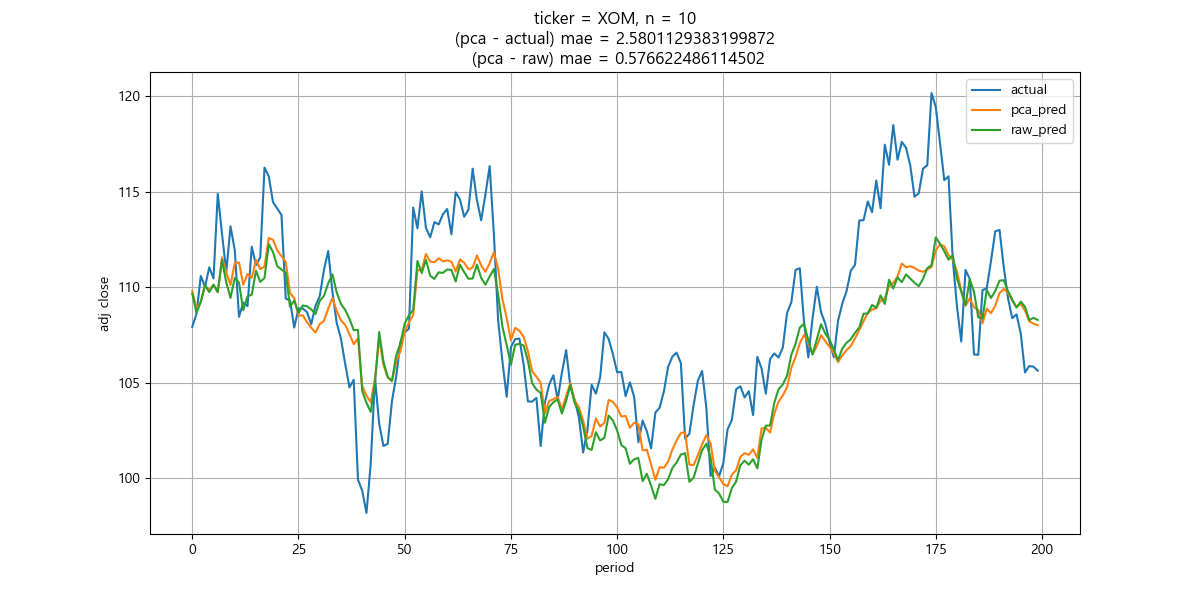 ticker = XOM, n = 10
(pca - actual) mae = 2.5801129383199872
(pca - raw) mae = 0.576622486114502
120
115
110
105
100
adj close
actual
pca_pred
raw_pred
0 25 50 75 100 125 150 175 200
period